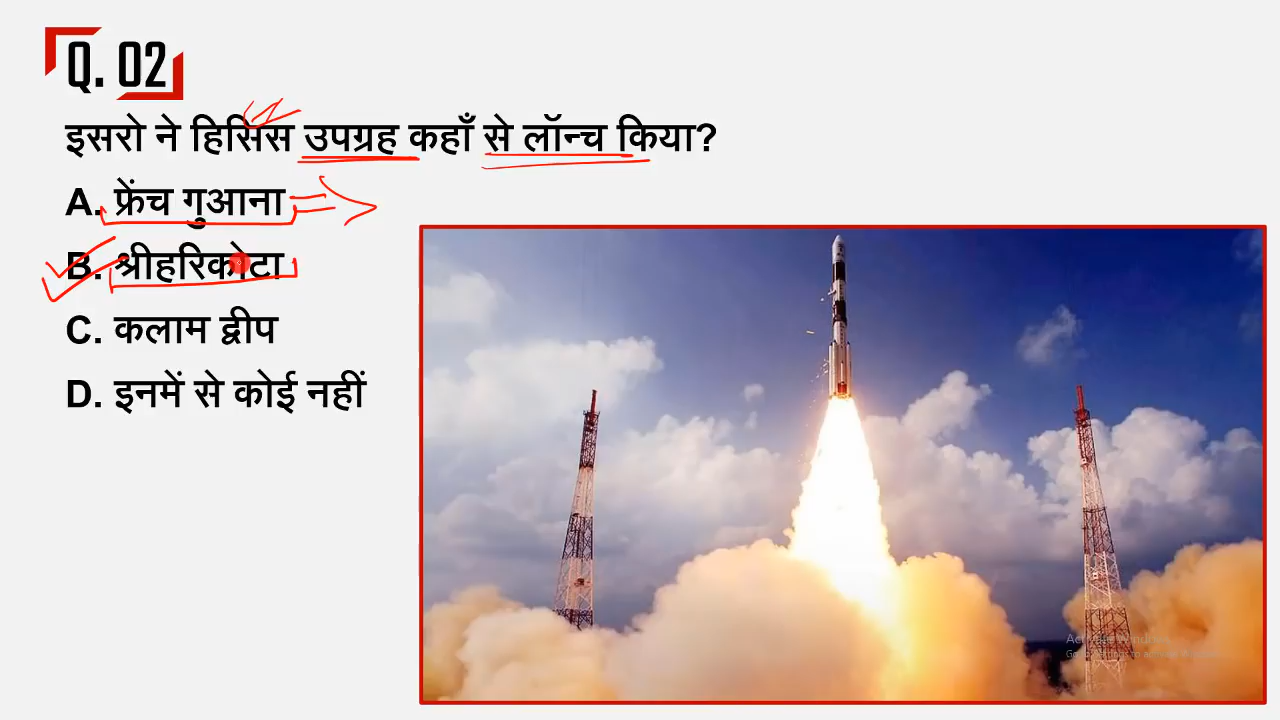 Q. 02
इसरो ने हिसिस उपग्रह कहाँ से लॉन्च किया?
A. फ्रेंच गुआना
B. श्रीहरिकोटा
C. कलाम द्वीप
D. इनमें से कोई नहीं